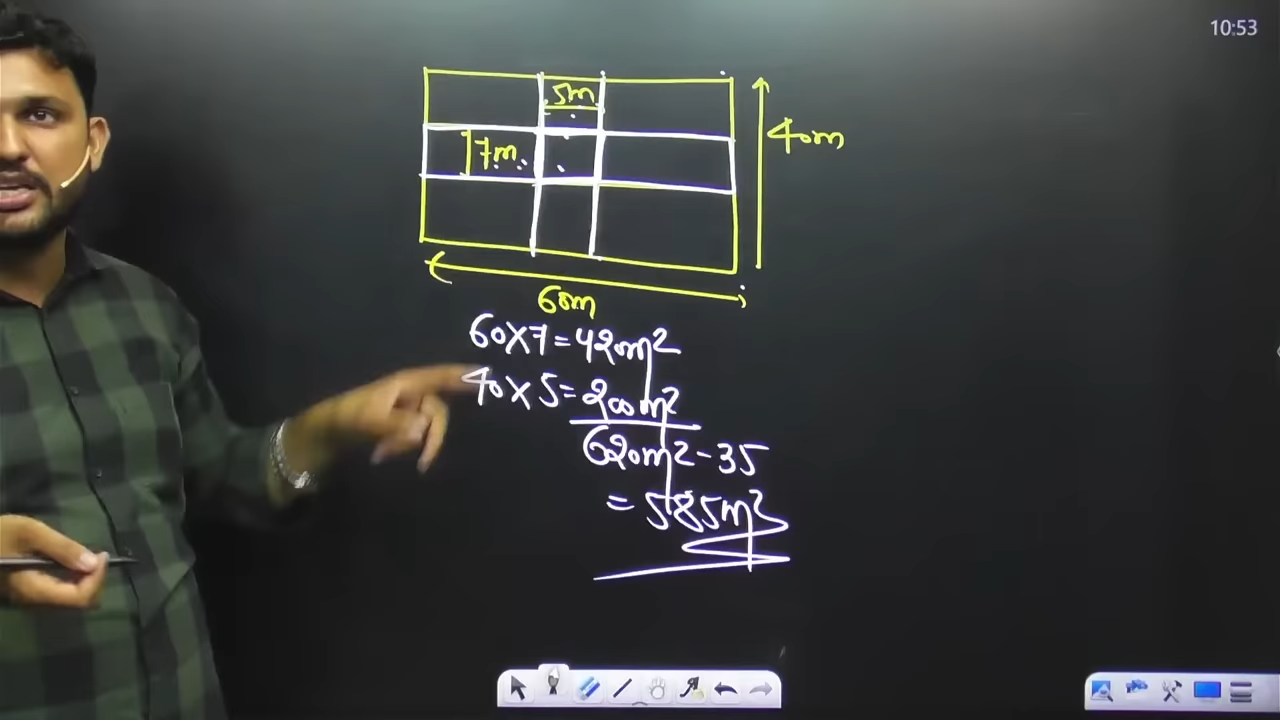 10:53
5m
40m
7m
60m
60×7=420m²
40×5=200m²
620m²-35
=585m²